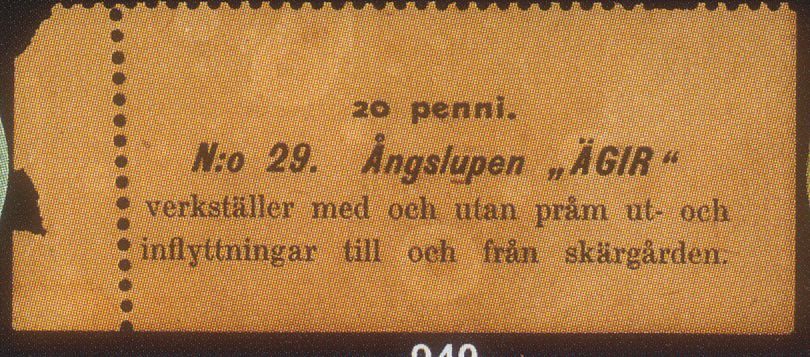 20 penni.
N:o 29. Ångslupen „ÄGIR“
verkställer med och utan pråm ut- och
inflyttningar till och från skärgården.